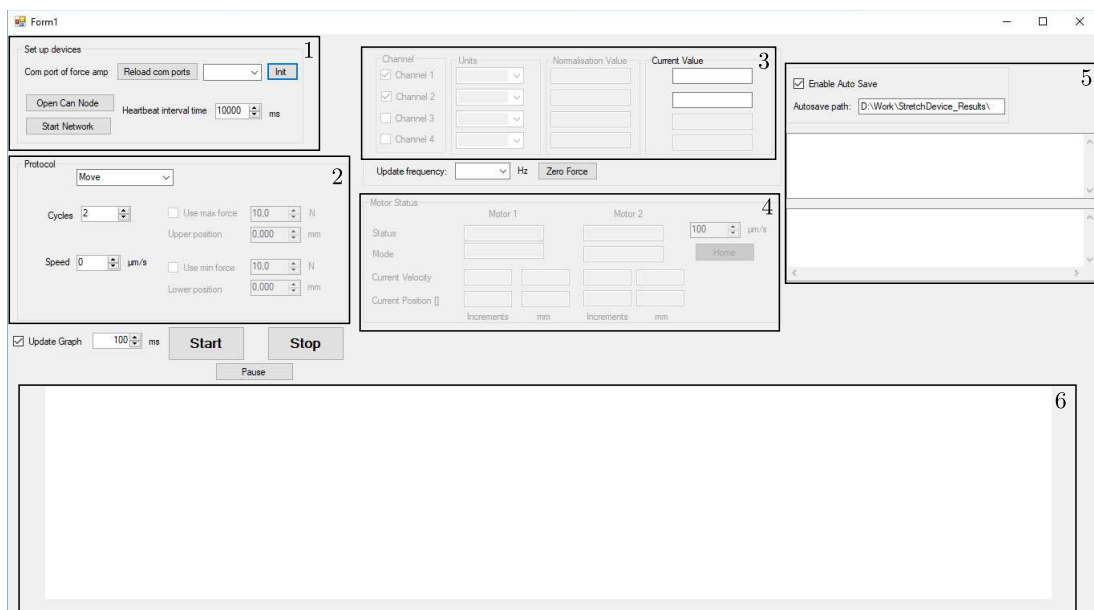 Form1
Set up devices
1
Com port of force amp Reload com ports Init
Open Can Node
Heartbeat interval time 10000 ms
Start Network
Protocol
2
Move
Cycles 2
Use max force 10,0 N
Upper position 0,000 mm
Speed 0 µm/s
Use min force 10,0 N
Lower position 0,000 mm
Update Graph 100 ms Start Stop
Pause
Channel Units Normalisation Value Current Value 3
Channel 1
Channel 2
Channel 3
Channel 4
Update frequency: Hz Zero Force
Motor Status
4
Motor 1 Motor 2
Status 100 µm/s
Mode Home
Current Velocity
Current Position []
Increments mm Increments mm
5
Enable Auto Save
Autosave path: D:\Work\StretchDevice_Results\
6